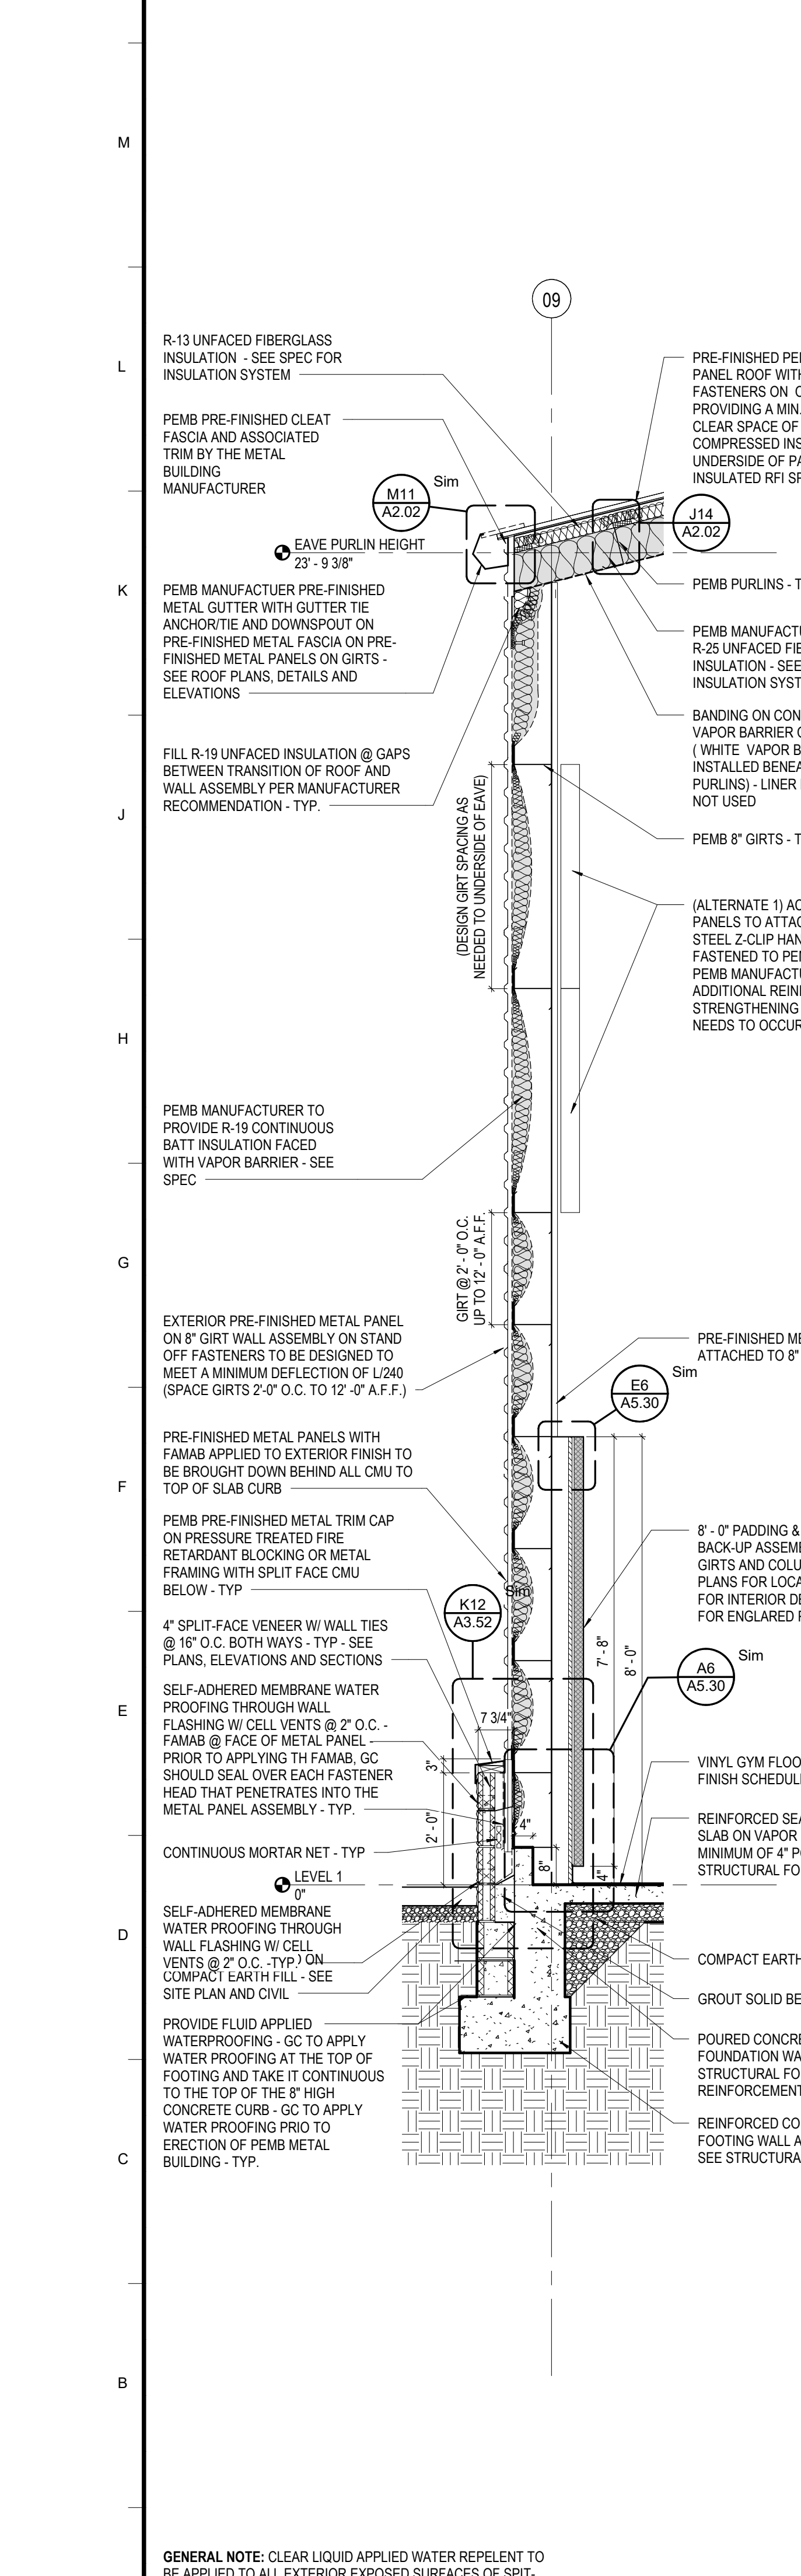 M
09
L
R-13 UNFACED FIBERGLASS
INSULATION - SEE SPEC FOR
INSULATION SYSTEM
PEMB PRE-FINISHED CLEAT
FASCIA AND ASSOCIATED
TRIM BY THE METAL
BUILDING
MANUFACTURER
M11
A2.02
Sim
J14
A2.02
EAVE PURLIN HEIGHT
23' - 9 3/8"
K
PEMB MANUFACTUER PRE-FINISHED
METAL GUTTER WITH GUTTER TIE
ANCHOR/TIE AND DOWNSPOUT ON
PRE-FINISHED METAL FASCIA ON PRE-
FINISHED METAL PANELS ON GIRTS -
SEE ROOF PLANS, DETAILS AND
ELEVATIONS
FILL R-19 UNFACED INSULATION @ GAPS
BETWEEN TRANSITION OF ROOF AND
WALL ASSEMBLY PER MANUFACTURER
RECOMMENDATION - TYP.
J
(DESIGN GIRT SPACING AS
NEEDED TO UNDERSIDE OF EAVE)
H
PEMB MANUFACTURER TO
PROVIDE R-19 CONTINUOUS
BATT INSULATION FACED
WITH VAPOR BARRIER - SEE
SPEC
G
GIRT @ 2' - 0" O.C.
UP TO 12' - 0" A.F.F.
EXTERIOR PRE-FINISHED METAL PANEL
ON 8" GIRT WALL ASSEMBLY ON STAND
OFF FASTENERS TO BE DESIGNED TO
MEET A MINIMUM DEFLECTION OF L/240
(SPACE GIRTS 2'-0" O.C. TO 12' -0" A.F.F.)
PRE-FINISHED METAL PANELS WITH
FAMAB APPLIED TO EXTERIOR FINISH TO
BE BROUGHT DOWN BEHIND ALL CMU TO
TOP OF SLAB CURB
F
PEMB PRE-FINISHED METAL TRIM CAP
ON PRESSURE TREATED FIRE
RETARDANT BLOCKING OR METAL
FRAMING WITH SPLIT FACE CMU
BELOW - TYP
Sim
K12
A3.52
4" SPLIT-FACE VENEER W/ WALL TIES
@ 16" O.C. BOTH WAYS - TYP - SEE
PLANS, ELEVATIONS AND SECTIONS
E
SELF-ADHERED MEMBRANE WATER
PROOFING THROUGH WALL
FLASHING W/ CELL VENTS @ 2" O.C. -
FAMAB @ FACE OF METAL PANEL -
PRIOR TO APPLYING TH FAMAB, GC
SHOULD SEAL OVER EACH FASTENER
HEAD THAT PENETRATES INTO THE
METAL PANEL ASSEMBLY - TYP.
CONTINUOUS MORTAR NET - TYP
LEVEL 1
0"
D
SELF-ADHERED MEMBRANE
WATER PROOFING THROUGH
WALL FLASHING W/ CELL
VENTS @ 2" O.C. -TYP.
ON
COMPACT EARTH FILL - SEE
SITE PLAN AND CIVIL
PROVIDE FLUID APPLIED
WATERPROOFING - GC TO APPLY
WATER PROOFING AT THE TOP OF
FOOTING AND TAKE IT CONTINUOUS
TO THE TOP OF THE 8" HIGH
CONCRETE CURB - GC TO APPLY
WATER PROOFING PRIO TO
ERECTION OF PEMB METAL
BUILDING - TYP.
C
B
7 3/4"
3"
2' - 0"
4"
8"
4"
7' - 8"
8' - 0"
E6
A5.30
Sim
A6
A5.30
Sim
PRE-FINISHED PE
PANEL ROOF WITH
FASTENERS ON C
PROVIDING A MIN.
CLEAR SPACE OF
COMPRESSED INS
UNDERSIDE OF PA
INSULATED RFI SP
PEMB PURLINS - T
PEMB MANUFACTU
R-25 UNFACED FIB
INSULATION - SEE
INSULATION SYST
BANDING ON CON
VAPOR BARRIER C
( WHITE VAPOR B
INSTALLED BENEA
PURLINS) - LINER
NOT USED
PEMB 8" GIRTS - T
(ALTERNATE 1) AC
PANELS TO ATTAC
STEEL Z-CLIP HAN
FASTENED TO PEM
PEMB MANUFACTU
ADDITIONAL REIN
STRENGTHENING
NEEDS TO OCCUR
PRE-FINISHED ME
ATTACHED TO 8"
8' - 0" PADDING &
BACK-UP ASSEMB
GIRTS AND COLU
PLANS FOR LOCA
FOR INTERIOR DE
FOR ENGLARED P
VINYL GYM FLOO
FINISH SCHEDUL
REINFORCED SEA
SLAB ON VAPOR
MINIMUM OF 4" PO
STRUCTURAL FO
COMPACT EARTH
GROUT SOLID BE
POURED CONCRE
FOUNDATION WA
STRUCTURAL FO
REINFORCEMENT
REINFORCED CO
FOOTING WALL A
SEE STRUCTURA
GENERAL NOTE: CLEAR LIQUID APPLIED WATER REPELENT TO
BE APPLIED TO ALL EXTERIOR EXPOSED SURFACES OF SPIT-